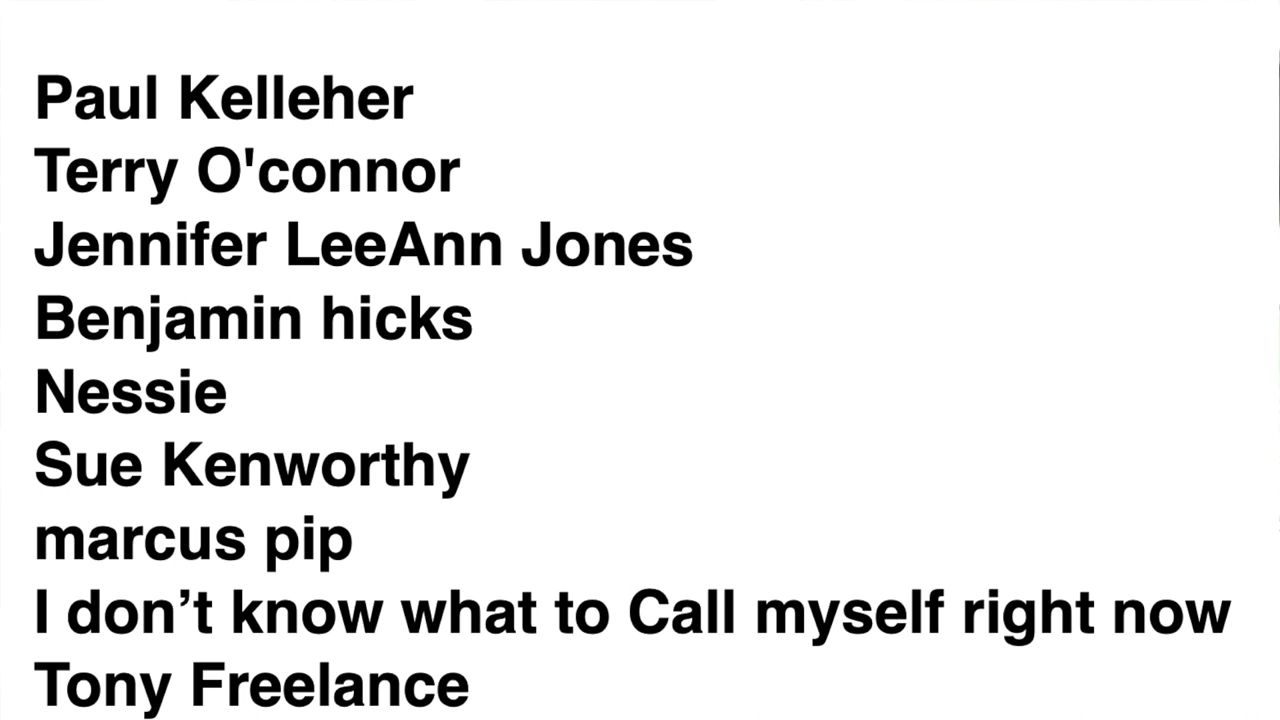 Paul Kelleher
Terry O'connor
Jennifer LeeAnn Jones
Benjamin hicks
Nessie
Sue Kenworthy
marcus pip
I don’t know what to Call myself right now
Tony Freelance